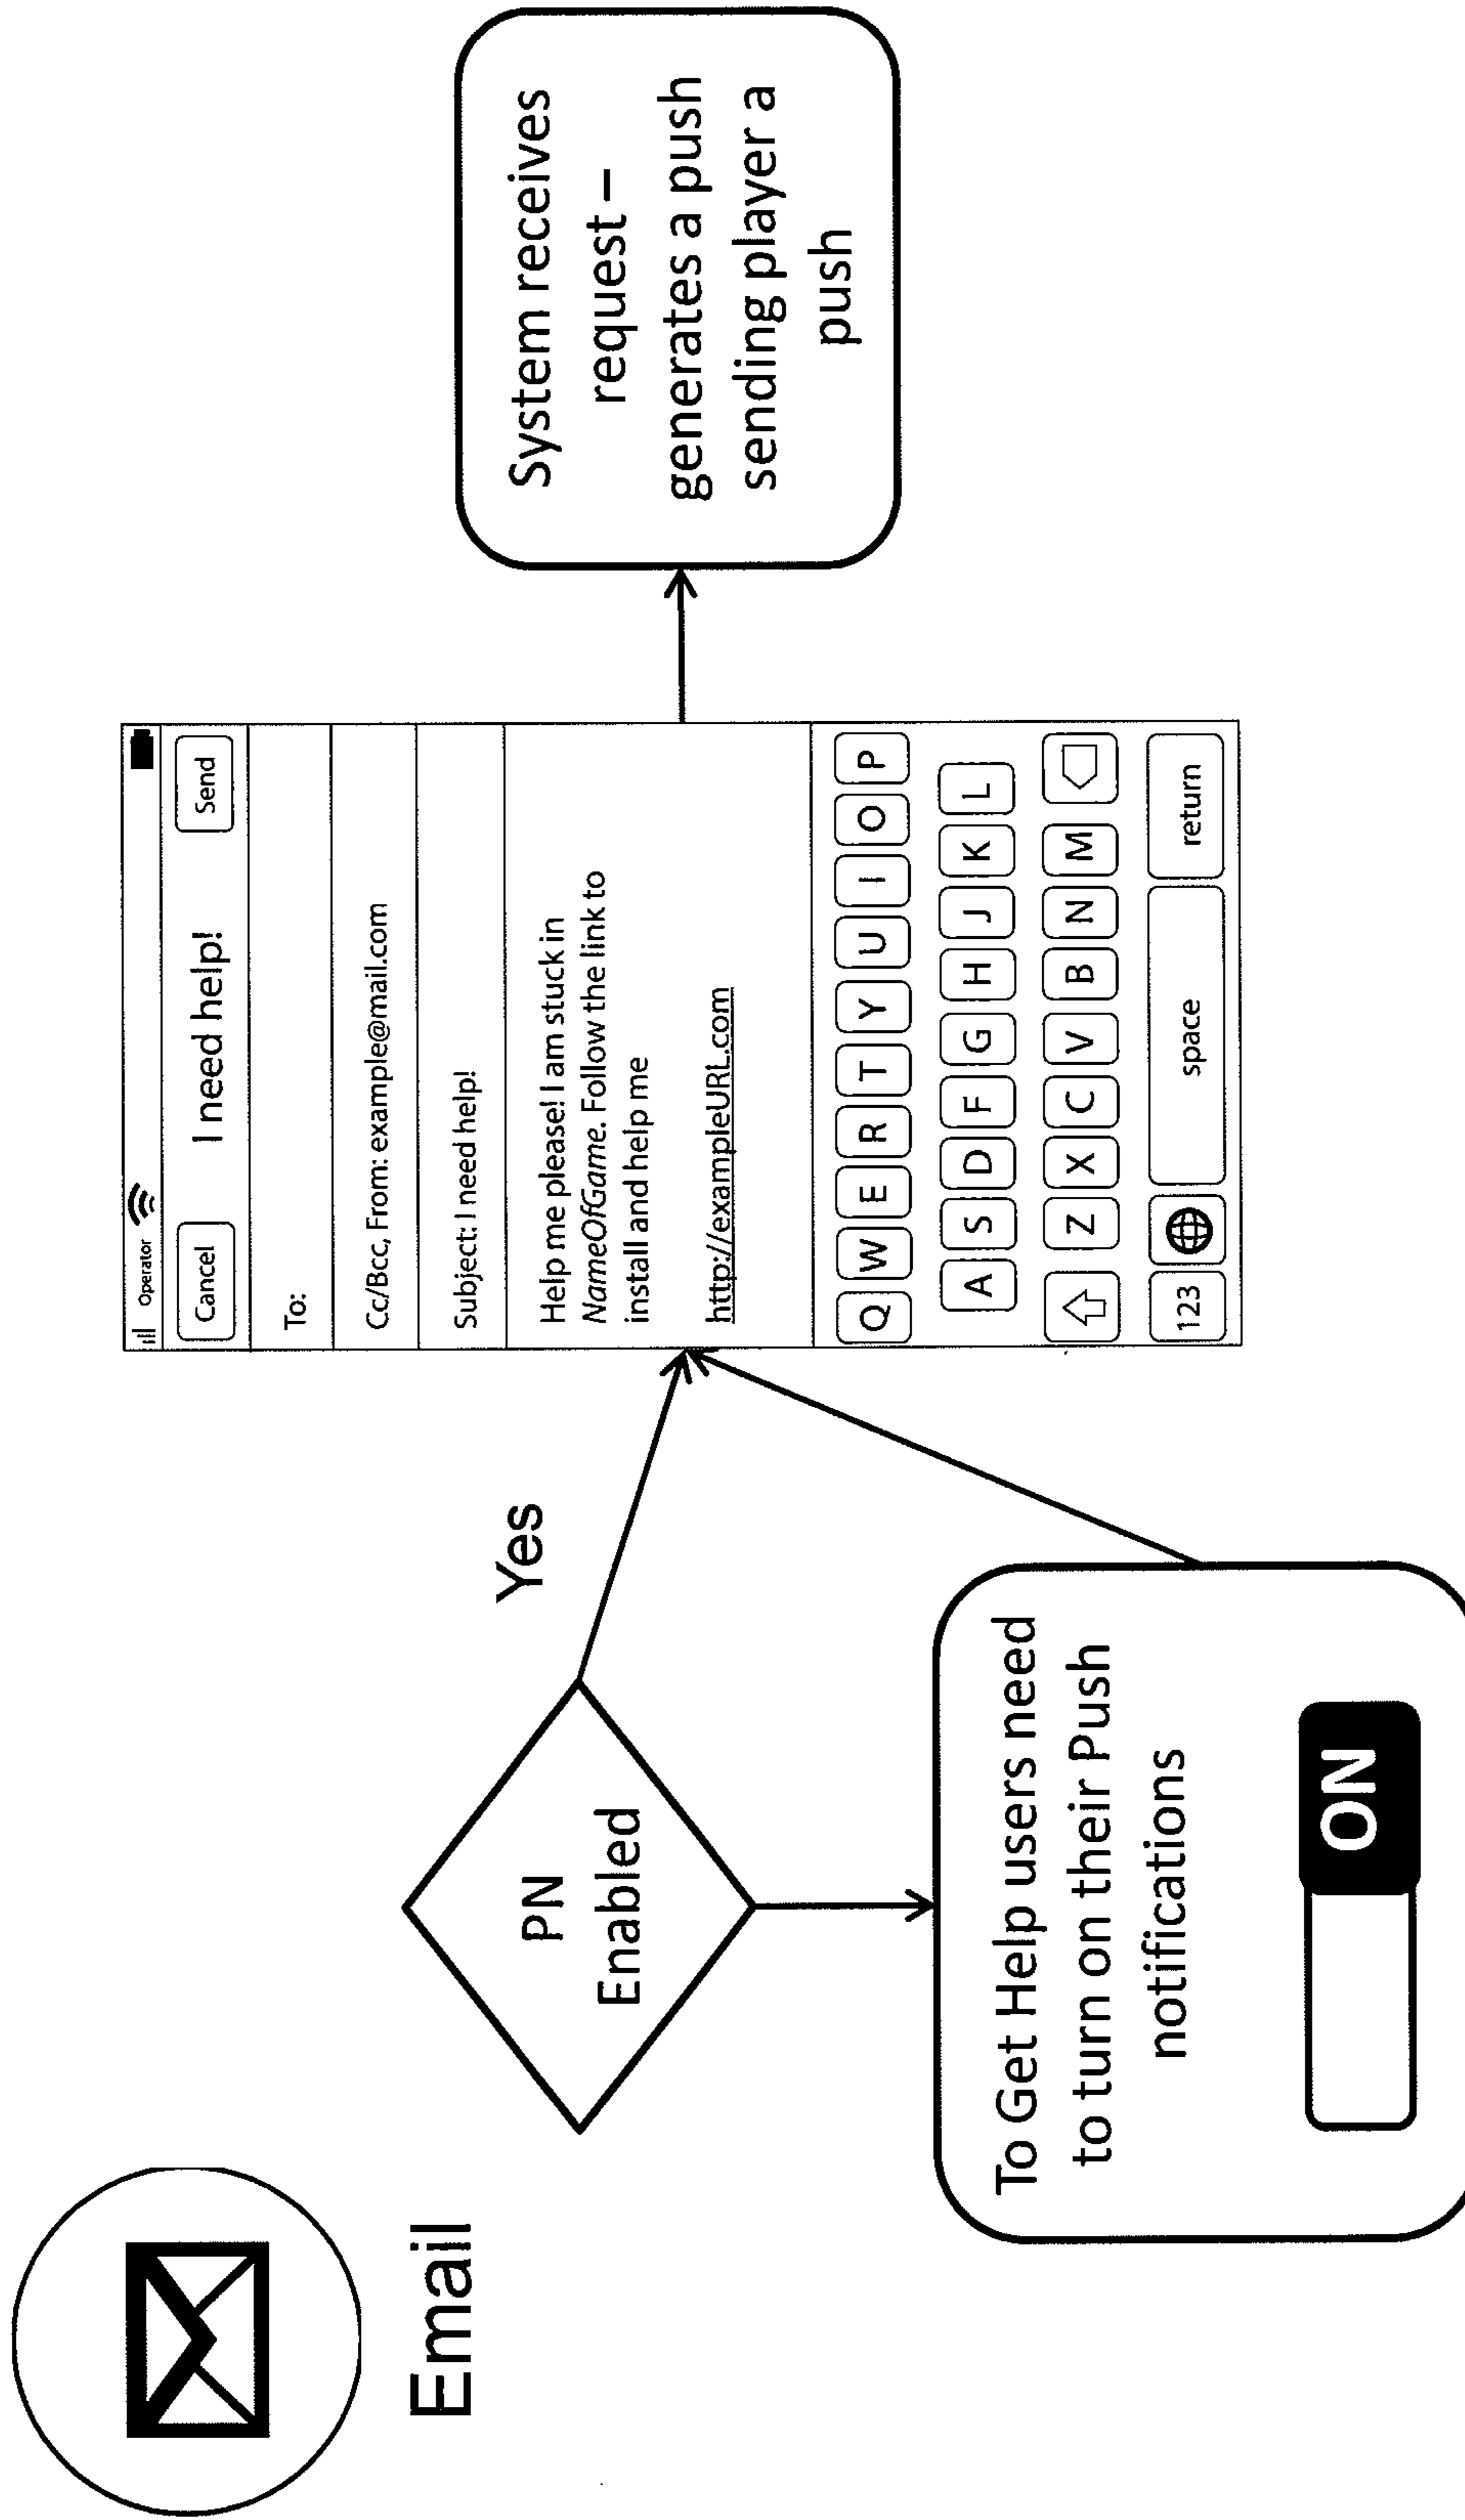 Email
PN
Enabled
Yes
To Get Help users need
to turn on their Push
notifications
ON
Operator
Cancel
I need help!
Send
To:
Cc/Bcc, From: example@mail.com
Subject: I need help!
Help me please! I am stuck in
NameOfGame. Follow the link to
install and help me
http://exampleURL.com
Q W E R T Y U I O P
A S D F G H J K L
Z X C V B N M
123 space return
System receives
request –
generates a push
sending player a
push